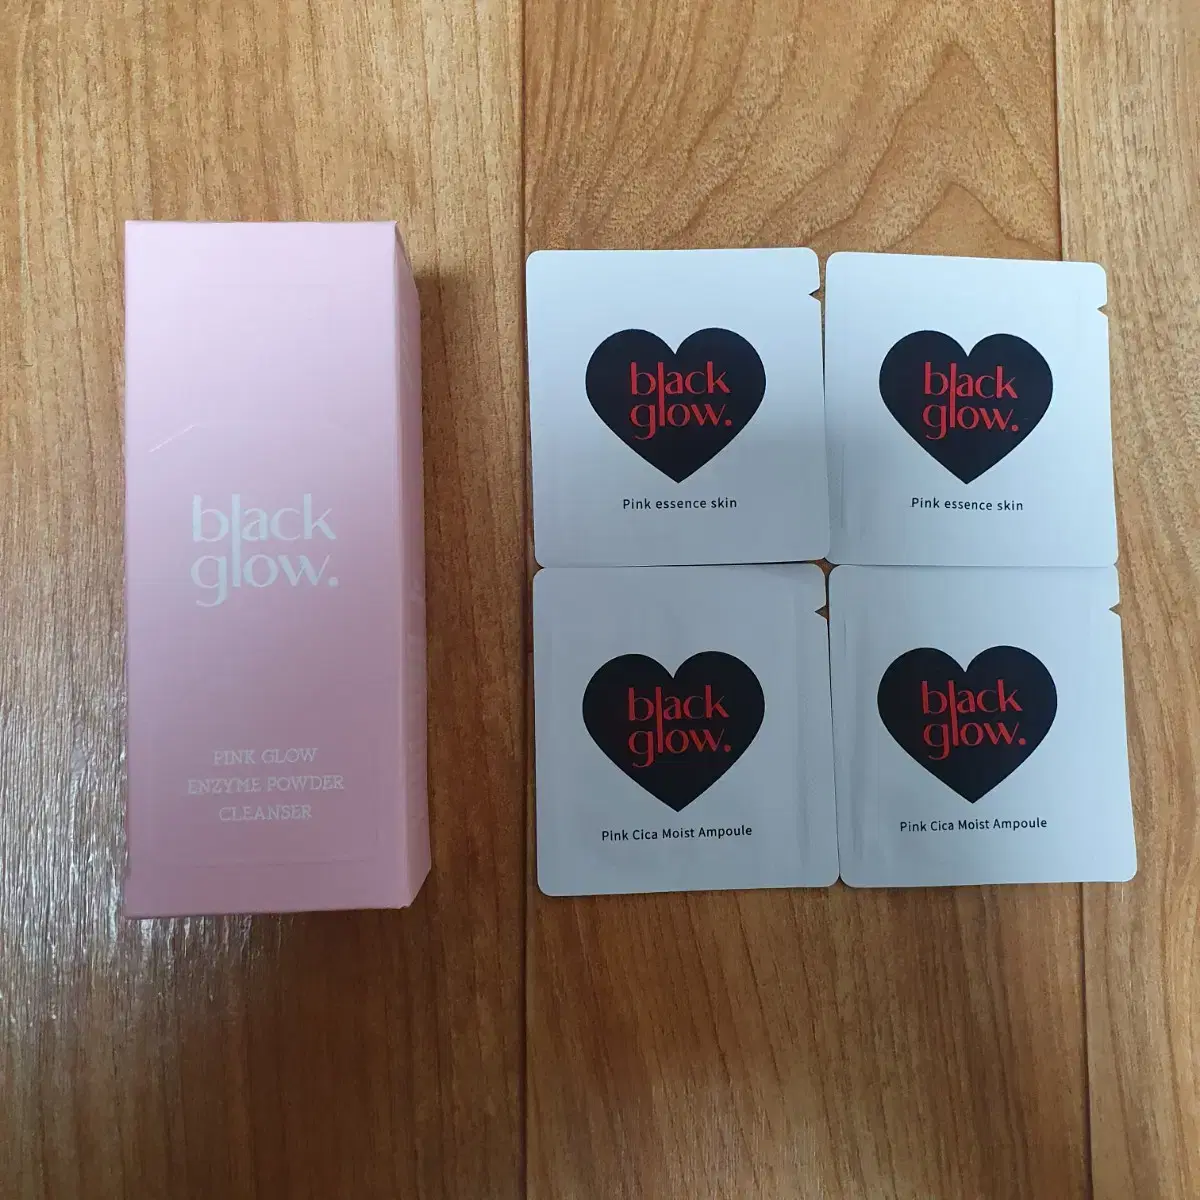 black
glow.
PINK GLOW
ENZYME POWDER
CLEANSER
black
glow.
Pink essence skin
black
glow.
Pink essence skin
black
glow.
Pink Cica Moist Ampoule
black
glow.
Pink Cica Moist Ampoule